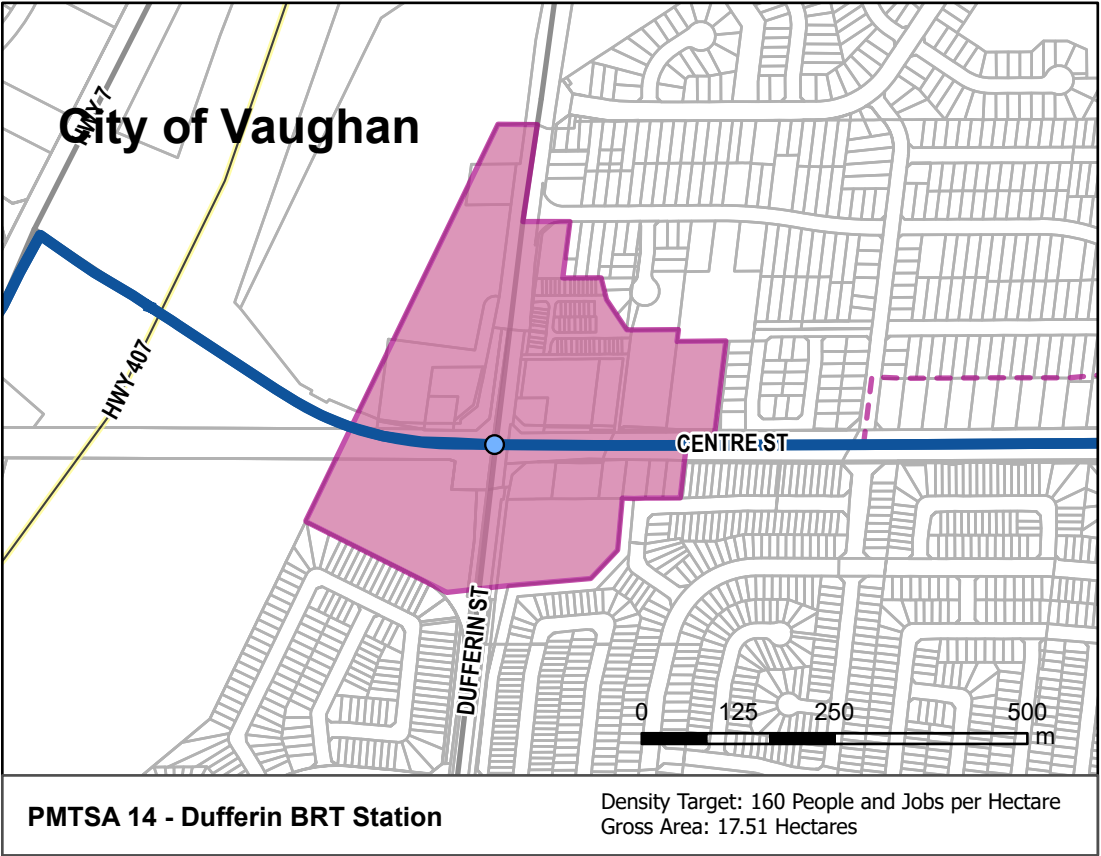 HWY 7
City of Vaughan
HWY 407
CENTRE ST
DUFFERIN ST
0 125 250 500
m
PMTSA 14 - Dufferin BRT Station
Density Target: 160 People and Jobs per Hectare
Gross Area: 17.51 Hectares